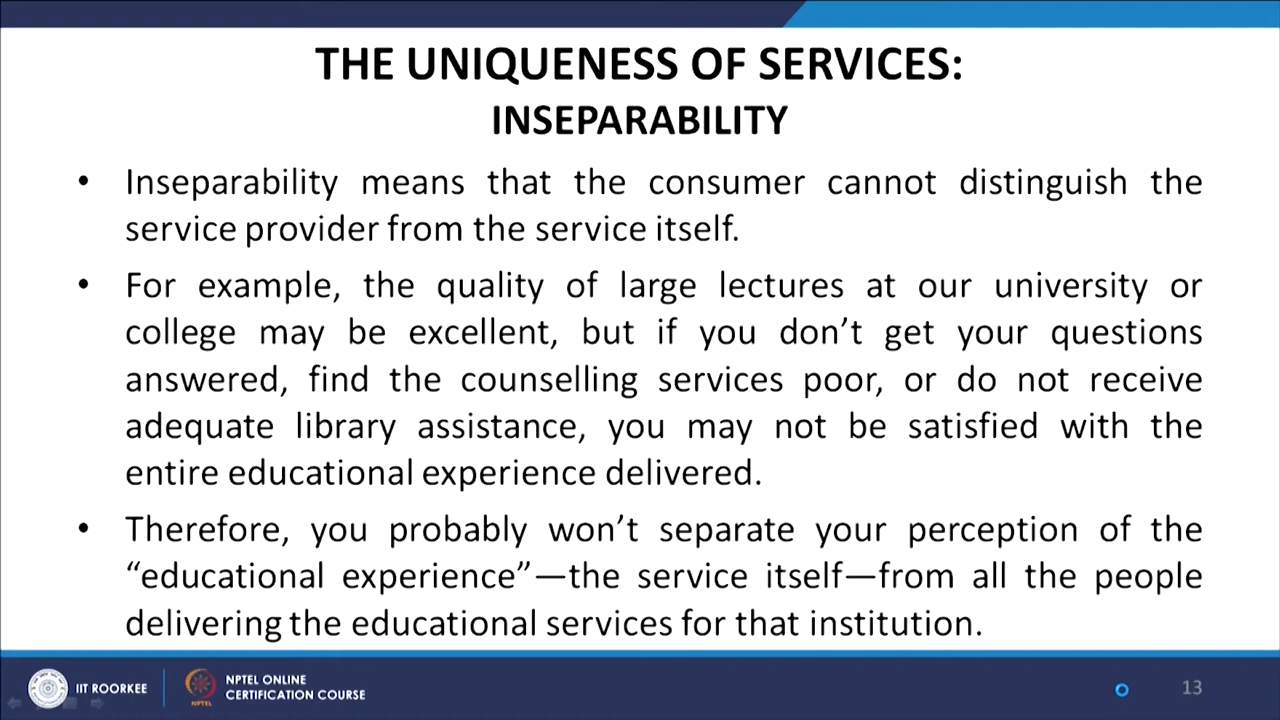 THE UNIQUENESS OF SERVICES:
INSEPARABILITY
• Inseparability means that the consumer cannot distinguish the
service provider from the service itself.
• For example, the quality of large lectures at our university or
college may be excellent, but if you don’t get your questions
answered, find the counselling services poor, or do not receive
adequate library assistance, you may not be satisfied with the
entire educational experience delivered.
• Therefore, you probably won’t separate your perception of the
“educational experience”—the service itself—from all the people
delivering the educational services for that institution.
IIT ROORKEE
NPTEL
NPTEL ONLINE
CERTIFICATION COURSE
13